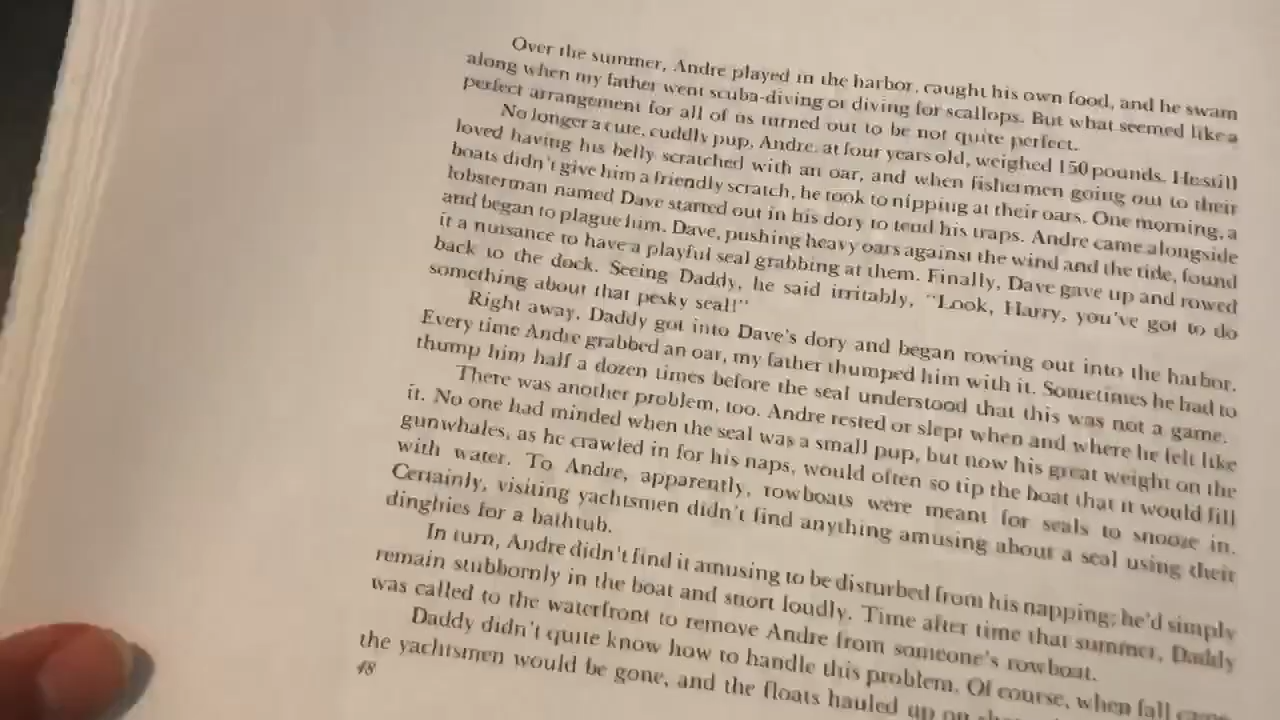 Over the summer, Andre played in the harbor, caught his own food, and he swam
along when my father went scuba-diving or diving for scallops. But what seemed like a
perfect arrangement for all of us turned out to be not quite perfect.
No longer a cute, cuddly pup, Andre, at four years old, weighed 150 pounds. He still
loved having his belly scratched with an oar, and when fishermen going out to their
boats didn't give him a friendly scratch, he took to nipping at their oars. One morning, a
lobsterman named Dave started out in his dory to tend his traps. Andre came alongside
and began to plague him. Dave, pushing heavy oars against the wind and the tide, found
it a nuisance to have a playful seal grabbing at them. Finally, Dave gave up and rowed
back to the dock. Seeing Daddy, he said irritably, "Look, Harry, you've got to do
something about that pesky seal!"
Right away, Daddy got into Dave's dory and began rowing out into the harbor.
Every time Andre grabbed an oar, my father thumped him with it. Sometimes he had to
thump him half a dozen times before the seal understood that this was not a game.
There was another problem, too. Andre rested or slept when and where he felt like
it. No one had minded when the seal was a small pup, but now his great weight on the
gunwhales, as he crawled in for his naps, would often so tip the boat that it would fill
with water. To Andre, apparently, rowboats were meant for seals to snooze in.
Certainly, visiting yachtsmen didn't find anything amusing about a seal using their
dinghies for a bathtub.
In turn, Andre didn't find it amusing to be disturbed from his napping; he'd simply
remain stubbornly in the boat and snort loudly. Time after time that summer, Daddy
was called to the waterfront to remove Andre from someone's rowboat.
Daddy didn't quite know how to handle this problem. Of course, when fall came
the yachtsmen would be gone, and the floats hauled up on
48